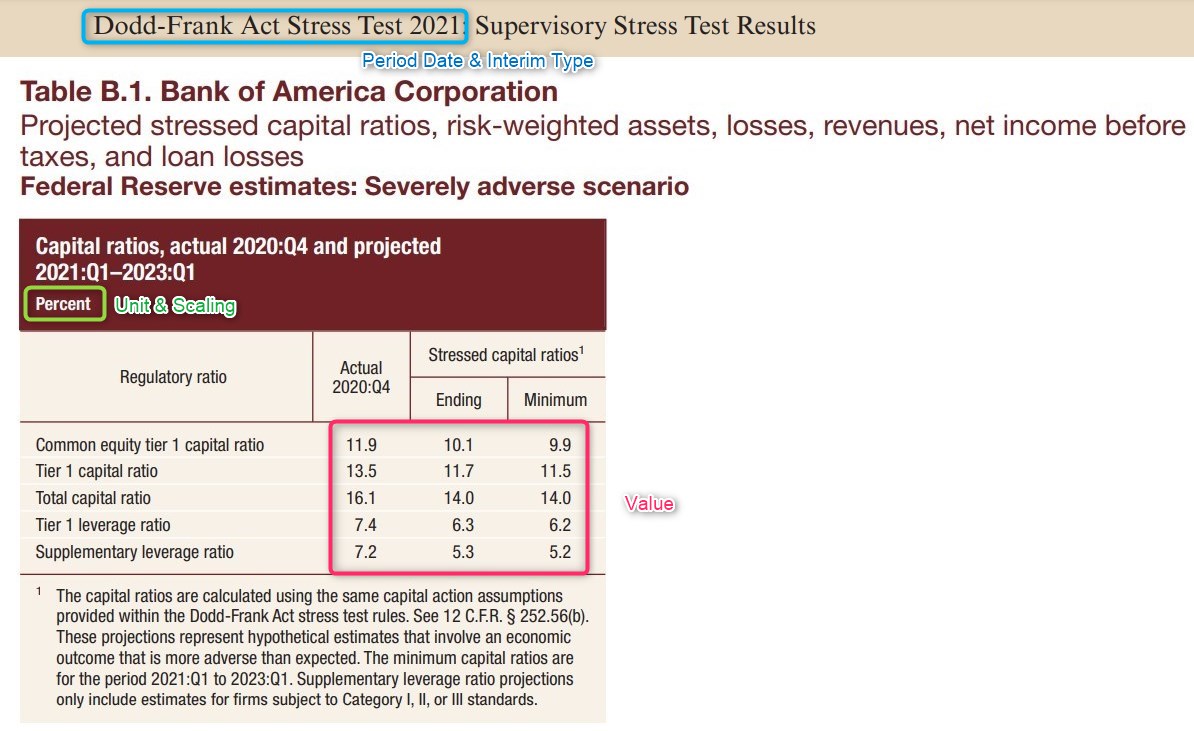 Dodd-Frank Act Stress Test 2021: Supervisory Stress Test Results
Period Date & Interim Type
Table B.1. Bank of America Corporation
Projected stressed capital ratios, risk-weighted assets, losses, revenues, net income before
taxes, and loan losses
Federal Reserve estimates: Severely adverse scenario
Capital ratios, actual 2020:Q4 and projected
2021:Q1–2023:Q1
Percent Unit & Scaling
Regulatory ratio
Actual
2020:Q4
Stressed capital ratios¹
Ending Minimum
Common equity tier 1 capital ratio 11.9 10.1 9.9
Tier 1 capital ratio 13.5 11.7 11.5
Total capital ratio 16.1 14.0 14.0
Value
Tier 1 leverage ratio 7.4 6.3 6.2
Supplementary leverage ratio 7.2 5.3 5.2
¹ The capital ratios are calculated using the same capital action assumptions
provided within the Dodd-Frank Act stress test rules. See 12 C.F.R. § 252.56(b).
These projections represent hypothetical estimates that involve an economic
outcome that is more adverse than expected. The minimum capital ratios are
for the period 2021:Q1 to 2023:Q1. Supplementary leverage ratio projections
only include estimates for firms subject to Category I, II, or III standards.